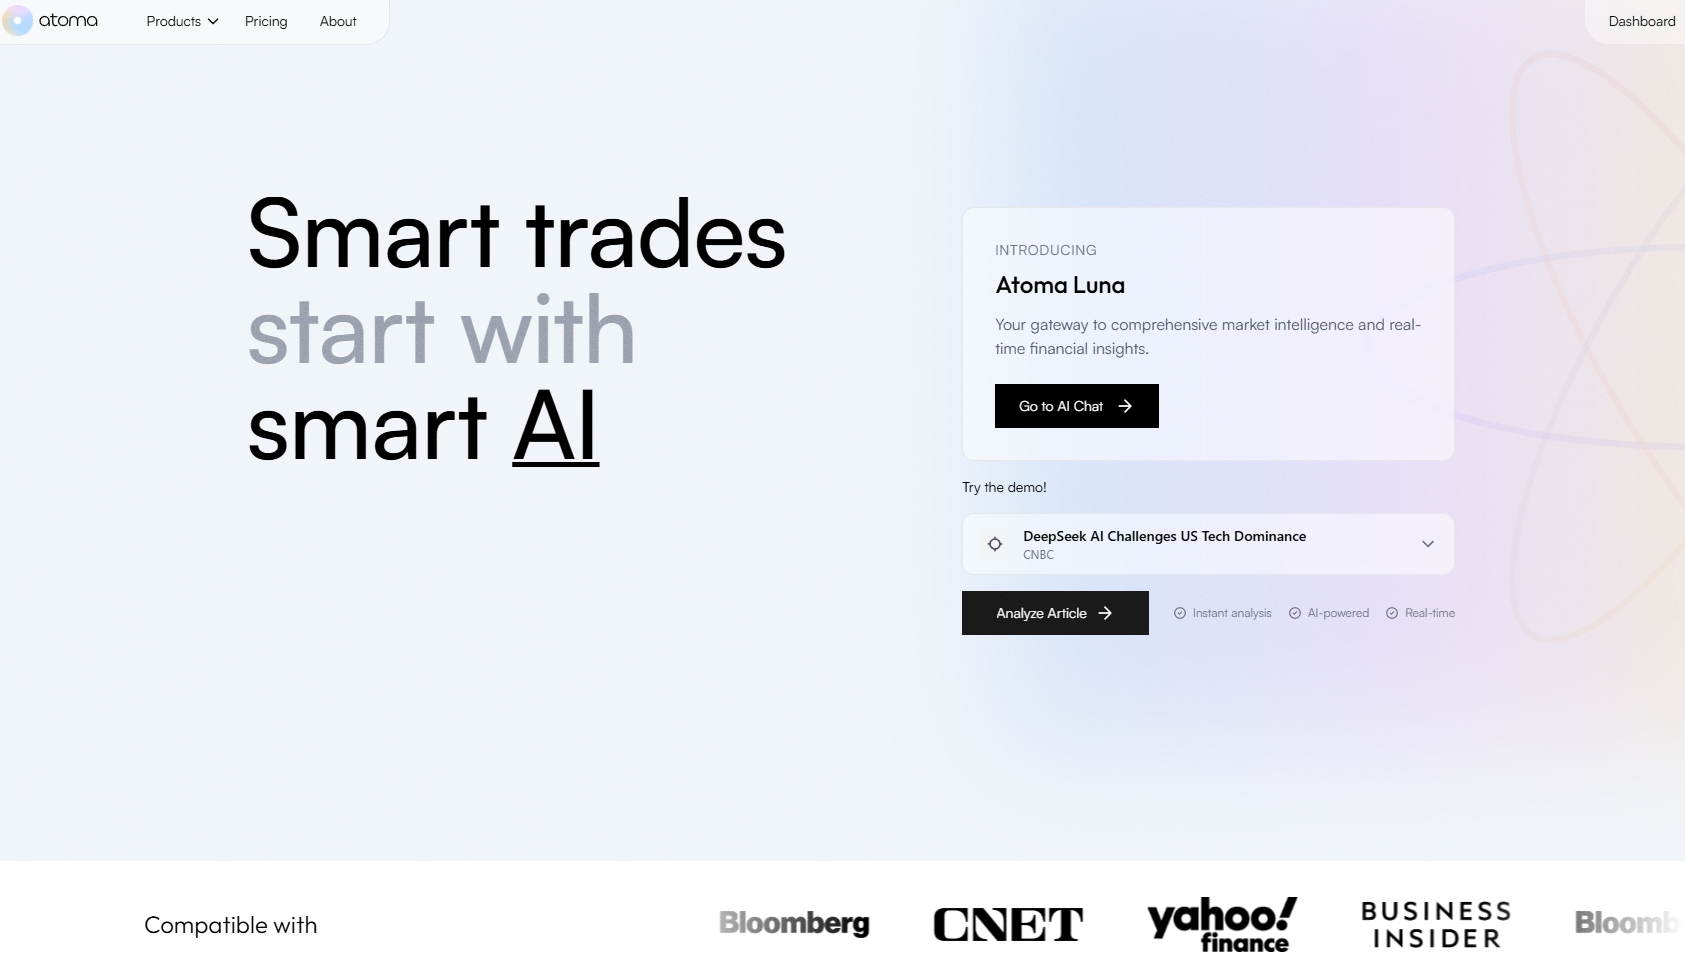 atoma
Products
Pricing
About
Dashboard
Smart trades
start with
smart AI
INTRODUCING
Atoma Luna
Your gateway to comprehensive market intelligence and real-
time financial insights.
Go to AI Chat
Try the demo!
DeepSeek AI Challenges US Tech Dominance
CNBC
Analyze Article
Instant analysis
AI-powered
Real-time
Compatible with
Bloomberg
CNET
yahoo!
finance
BUSINESS
INSIDER
Bloomb